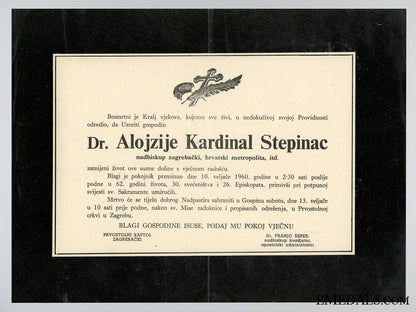 Besmrtni je Kralj vjekova, kojemu sve živi, u nedokučivoj svojoj Providnosti
odredio, da Uzoriti gospodin
Dr. Alojzije Kardinal Stepinac
nadbiskup zagrebački, hrvatski metropolita, itd.
zamijeni život ove suzne doline s vječnom radošću.
Blagi je pokojnik preminuo dne 10. veljače 1960. godine u 2:30 sati poslije
podne u 62. godini života, 30. svećeništva i 26. Episkopata, primivši pri potpunoj
svijesti sv. Sakramente umirućih.
Mrtvo će se tijelo dobrog Nadpastira sahraniti u Gospinu subotu, dne 13. veljače
u 10 sati prije podne, nakon sv. Mise zadušnice i propisanih odrešenja, u Prvostolnoj
crkvi u Zagrebu.
BLAGI GOSPODINE ISUSE, PODAJ MU POKOJ VJEČNI!
PRVOSTOLNI KAPTOL
ZAGREBAČKI
Dr. FRANJO ŠEPER,
nadbiskup koadjutor,
apostolski administrator
EMEDALS.COM